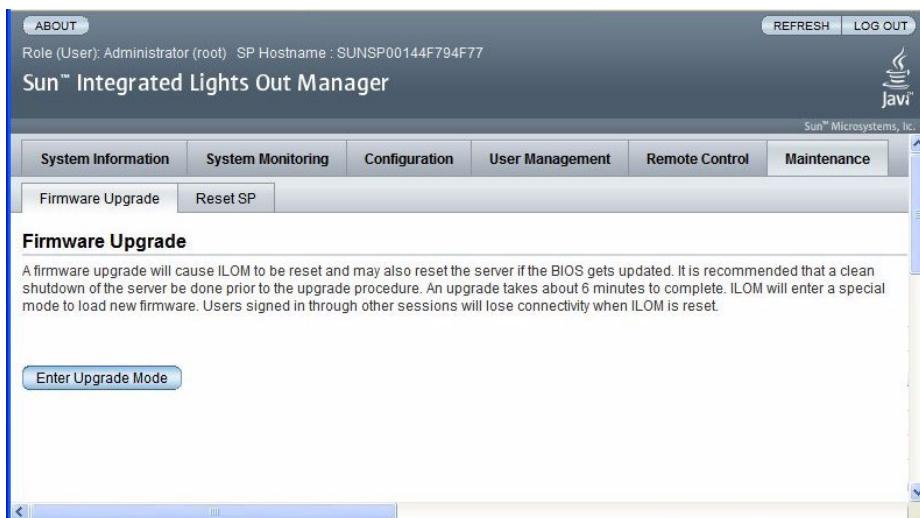 ABOUT
REFRESH LOG OUT
Role (User): Administrator (root) SP Hostname : SUNSP00144F794F77
Sun™ Integrated Lights Out Manager
Java™
Sun™ Microsystems, Ic.
System Information System Monitoring Configuration User Management Remote Control Maintenance
Firmware Upgrade Reset SP
Firmware Upgrade
A firmware upgrade will cause ILOM to be reset and may also reset the server if the BIOS gets updated. It is recommended that a clean
shutdown of the server be done prior to the upgrade procedure. An upgrade takes about 6 minutes to complete. ILOM will enter a special
mode to load new firmware. Users signed in through other sessions will lose connectivity when ILOM is reset.
Enter Upgrade Mode